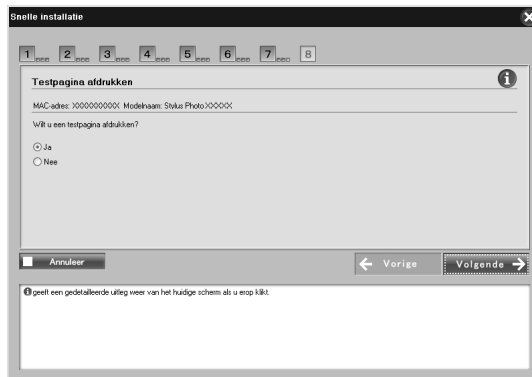 Snelle installatie
1 2 3 4 5 6 7 8
Testpagina afdrukken
MAC-adres: XXXXXXXXXX Modelnaam: Stylus Photo XXXXX
Wilt u een testpagina afdrukken?
Ja
Nee
Annuleer
Vorige
Volgende
geeft een gedetailleerde uitleg weer van het huidige scherm als u erop klikt.